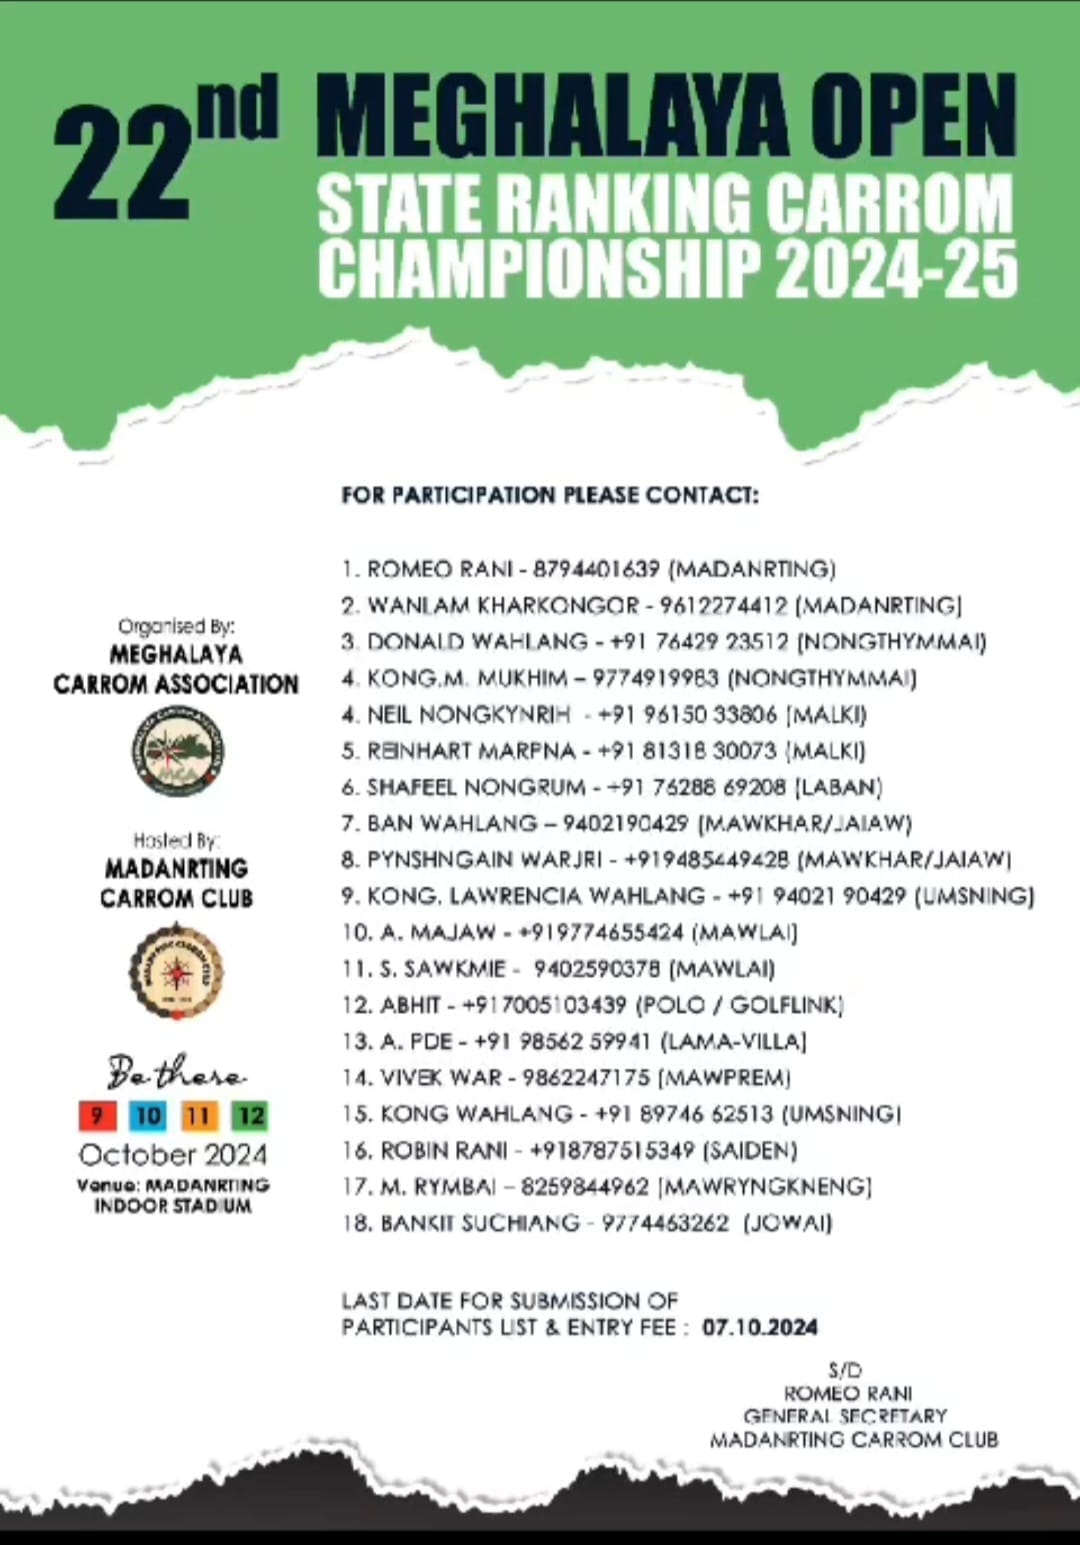 22nd MEGHALAYA OPEN
STATE RANKING CARROM
CHAMPIONSHIP 2024-25
FOR PARTICIPATION PLEASE CONTACT:
1. ROMEO RANI - 8794401639 (MADANRTING)
2. WANLAM KHARKONGOR - 9612274412 (MADANRTING)
3. DONALD WAHLANG - +91 76429 23512 (NONGTHYMMAI)
4. KONG.M. MUKHIM – 9774919983 (NONGTHYMMAI)
4. NEIL NONGKYNRIH - +91 96150 33806 (MALKI)
5. REINHART MARPNA - +91 81318 30073 (MALKI)
6. SHAFEEL NONGRUM - +91 76288 69208 (LABAN)
7. BAN WAHLANG – 9402190429 (MAWKHAR/JAIAW)
8. PYNSHNGAIN WARJRI - +919485449428 (MAWKHAR/JAIAW)
9. KONG. LAWRENCIA WAHLANG - +91 94021 90429 (UMSNING)
10. A. MAJAW - +919774655424 (MAWLAI)
11. S. SAWKMIE - 9402590378 (MAWLAI)
12. ABHIT - +917005103439 (POLO / GOLFLINK)
13. A. PDE - +91 98562 59941 (LAMA-VILLA)
14. VIVEK WAR - 9862247175 (MAWPREM)
15. KONG WAHLANG - +91 89746 62513 (UMSNING)
16. ROBIN RANI - +918787515349 (SAIDEN)
17. M. RYMBAI – 8259844962 (MAWRYNGKNENG)
18. BANKIT SUCHIANG - 9774463262 (JOWAI)
Organised By:
MEGHALAYA
CARROM ASSOCIATION
MCA
Hosted By:
MADANRTING
CARROM CLUB
Be there
9 10 11 12
October 2024
Venue: MADANRTING
INDOOR STADIUM
LAST DATE FOR SUBMISSION OF
PARTICIPANTS LIST & ENTRY FEE : 07.10.2024
S/D
ROMEO RANI
GENERAL SECRETARY
MADANRTING CARROM CLUB